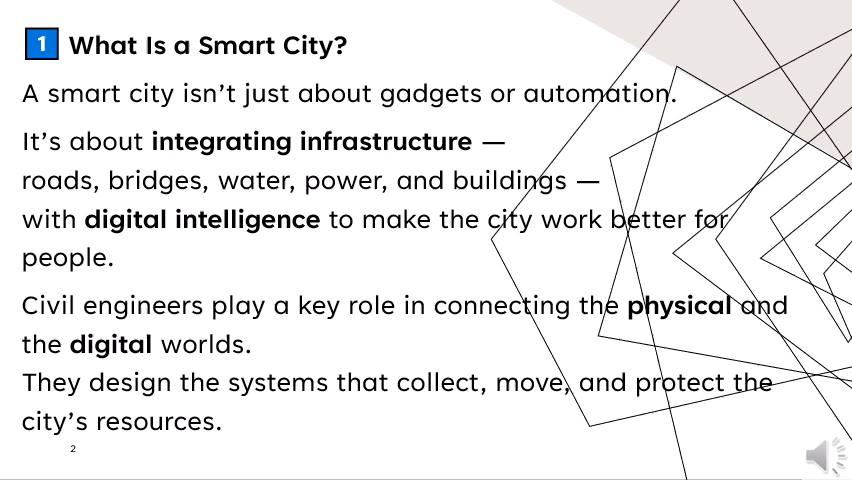 1 What Is a Smart City?
A smart city isn’t just about gadgets or automation.
It’s about integrating infrastructure —
roads, bridges, water, power, and buildings —
with digital intelligence to make the city work better for
people.
Civil engineers play a key role in connecting the physical and
the digital worlds.
They design the systems that collect, move, and protect the
city’s resources.
2